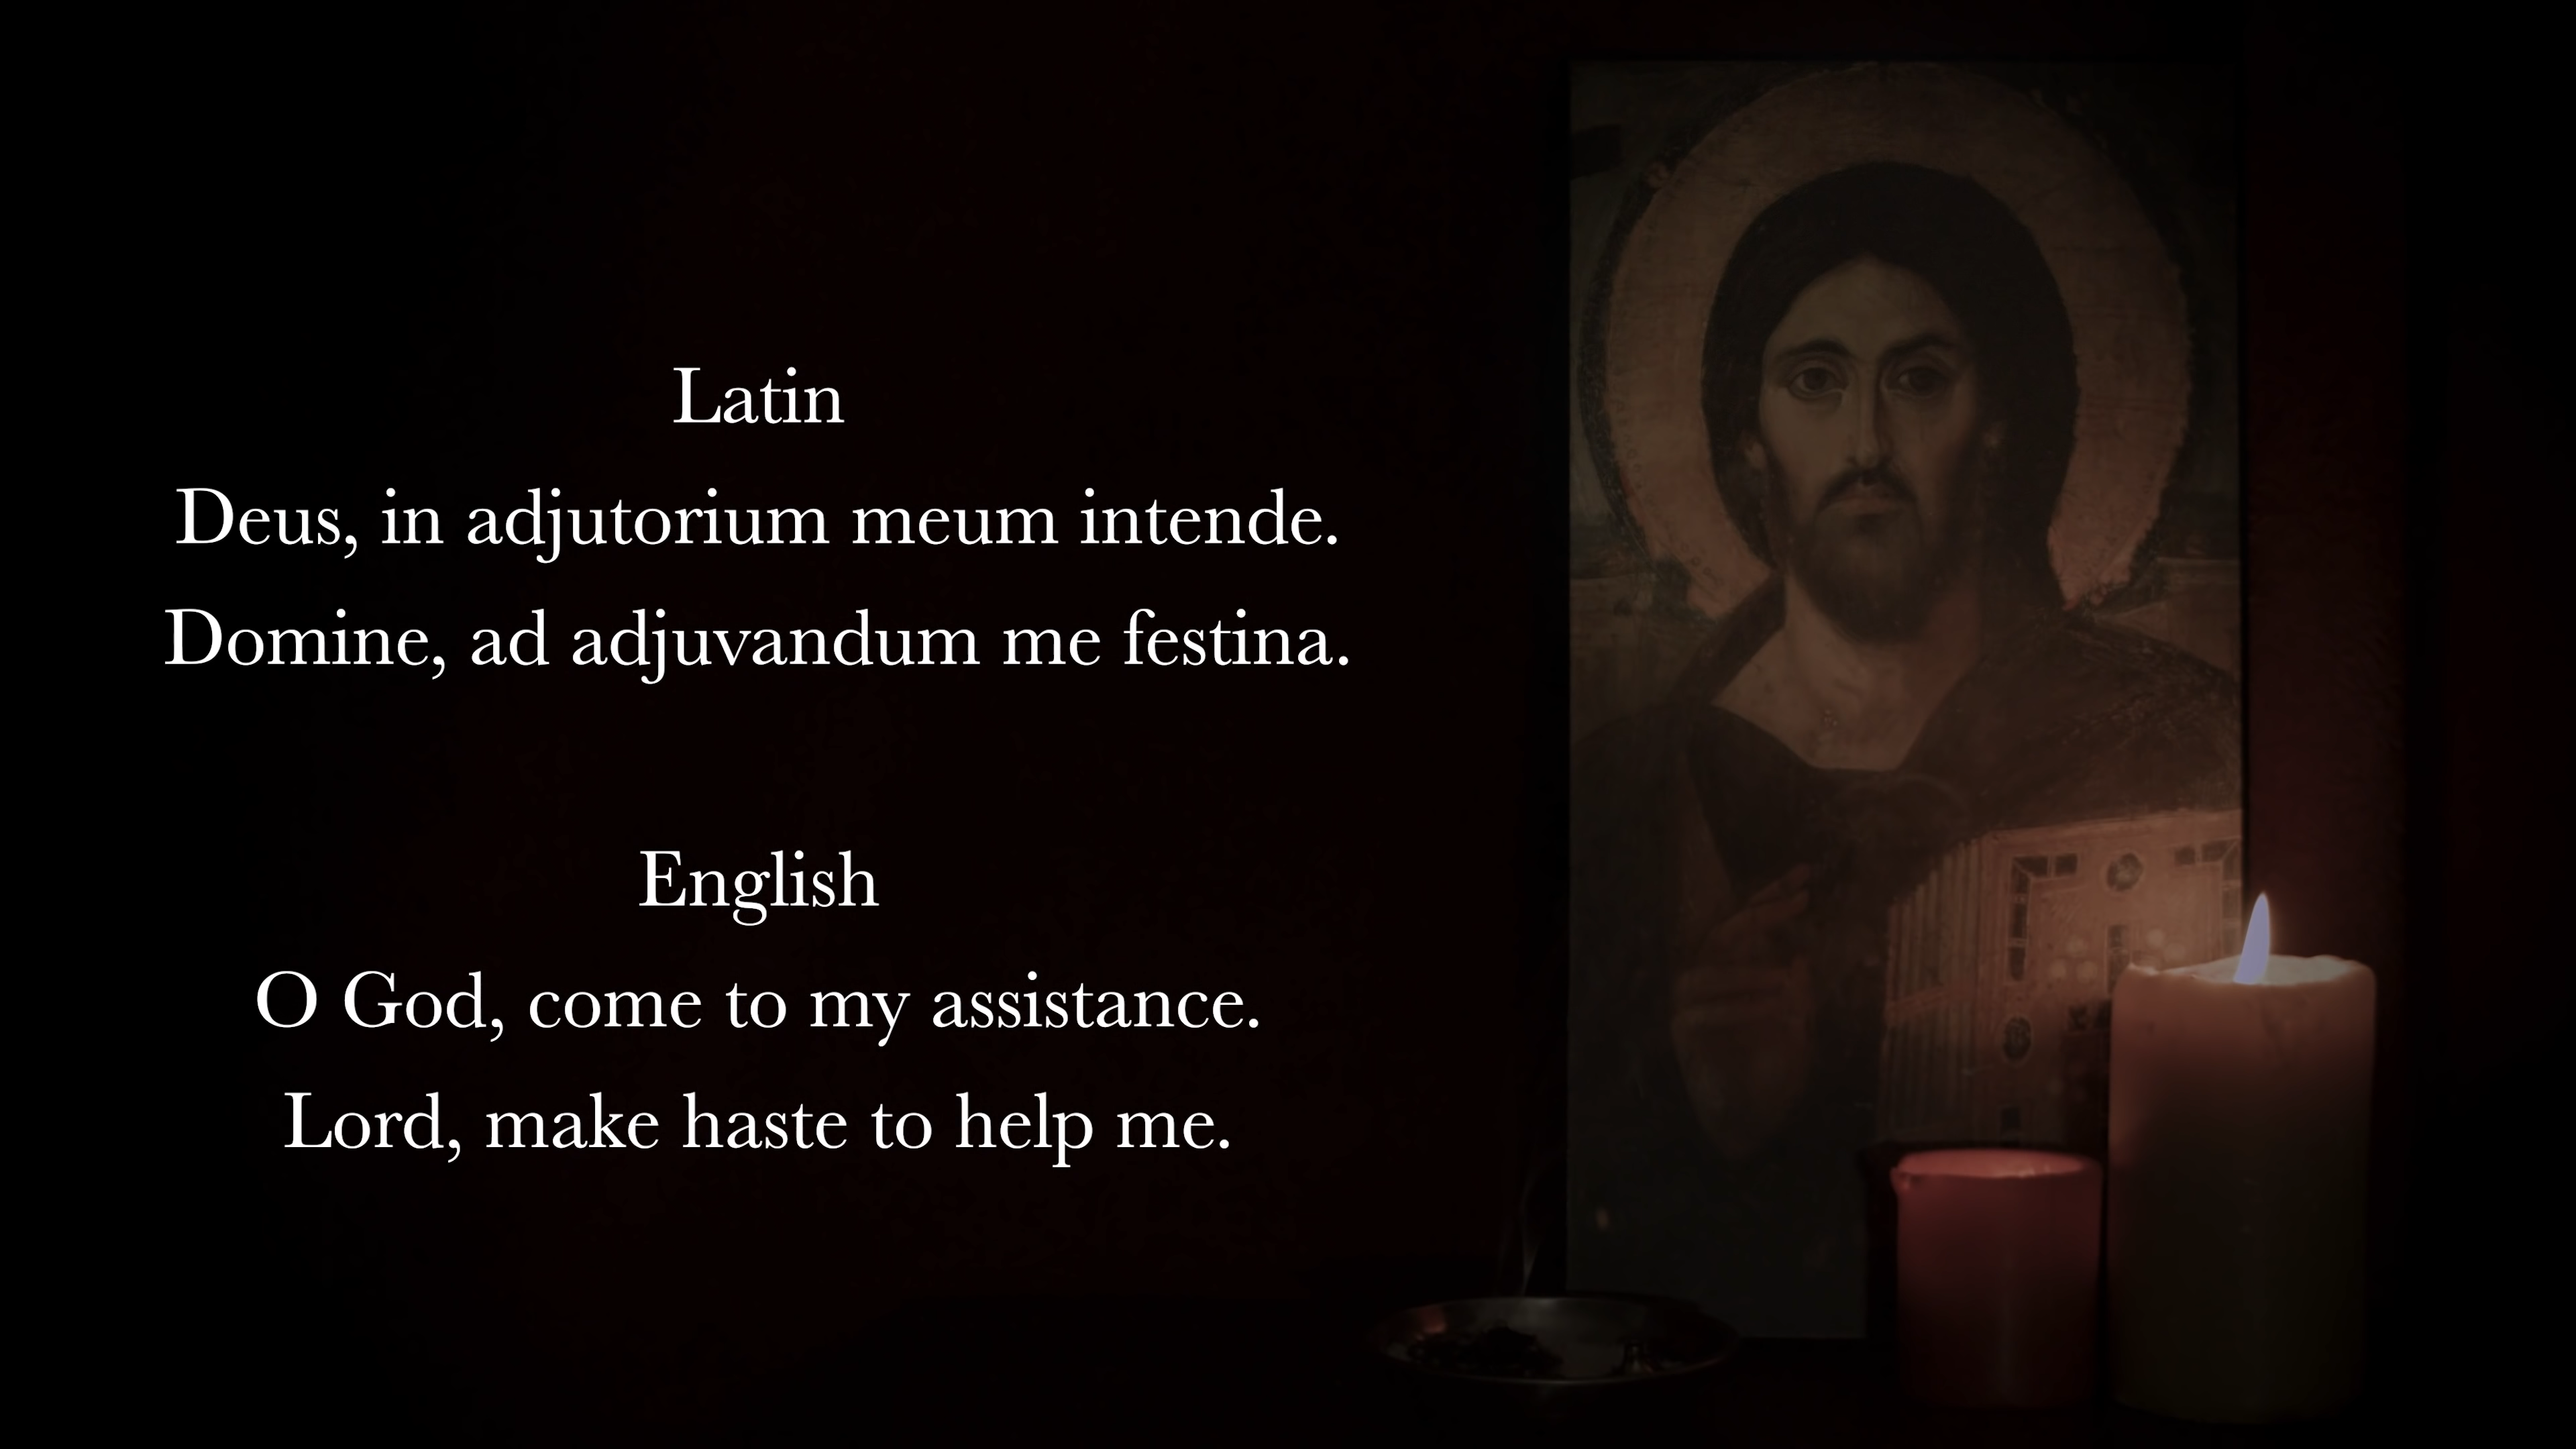 Latin
Deus, in adjutorium meum intende.
Domine, ad adjuvandum me festina.
English
O God, come to my assistance.
Lord, make haste to help me.